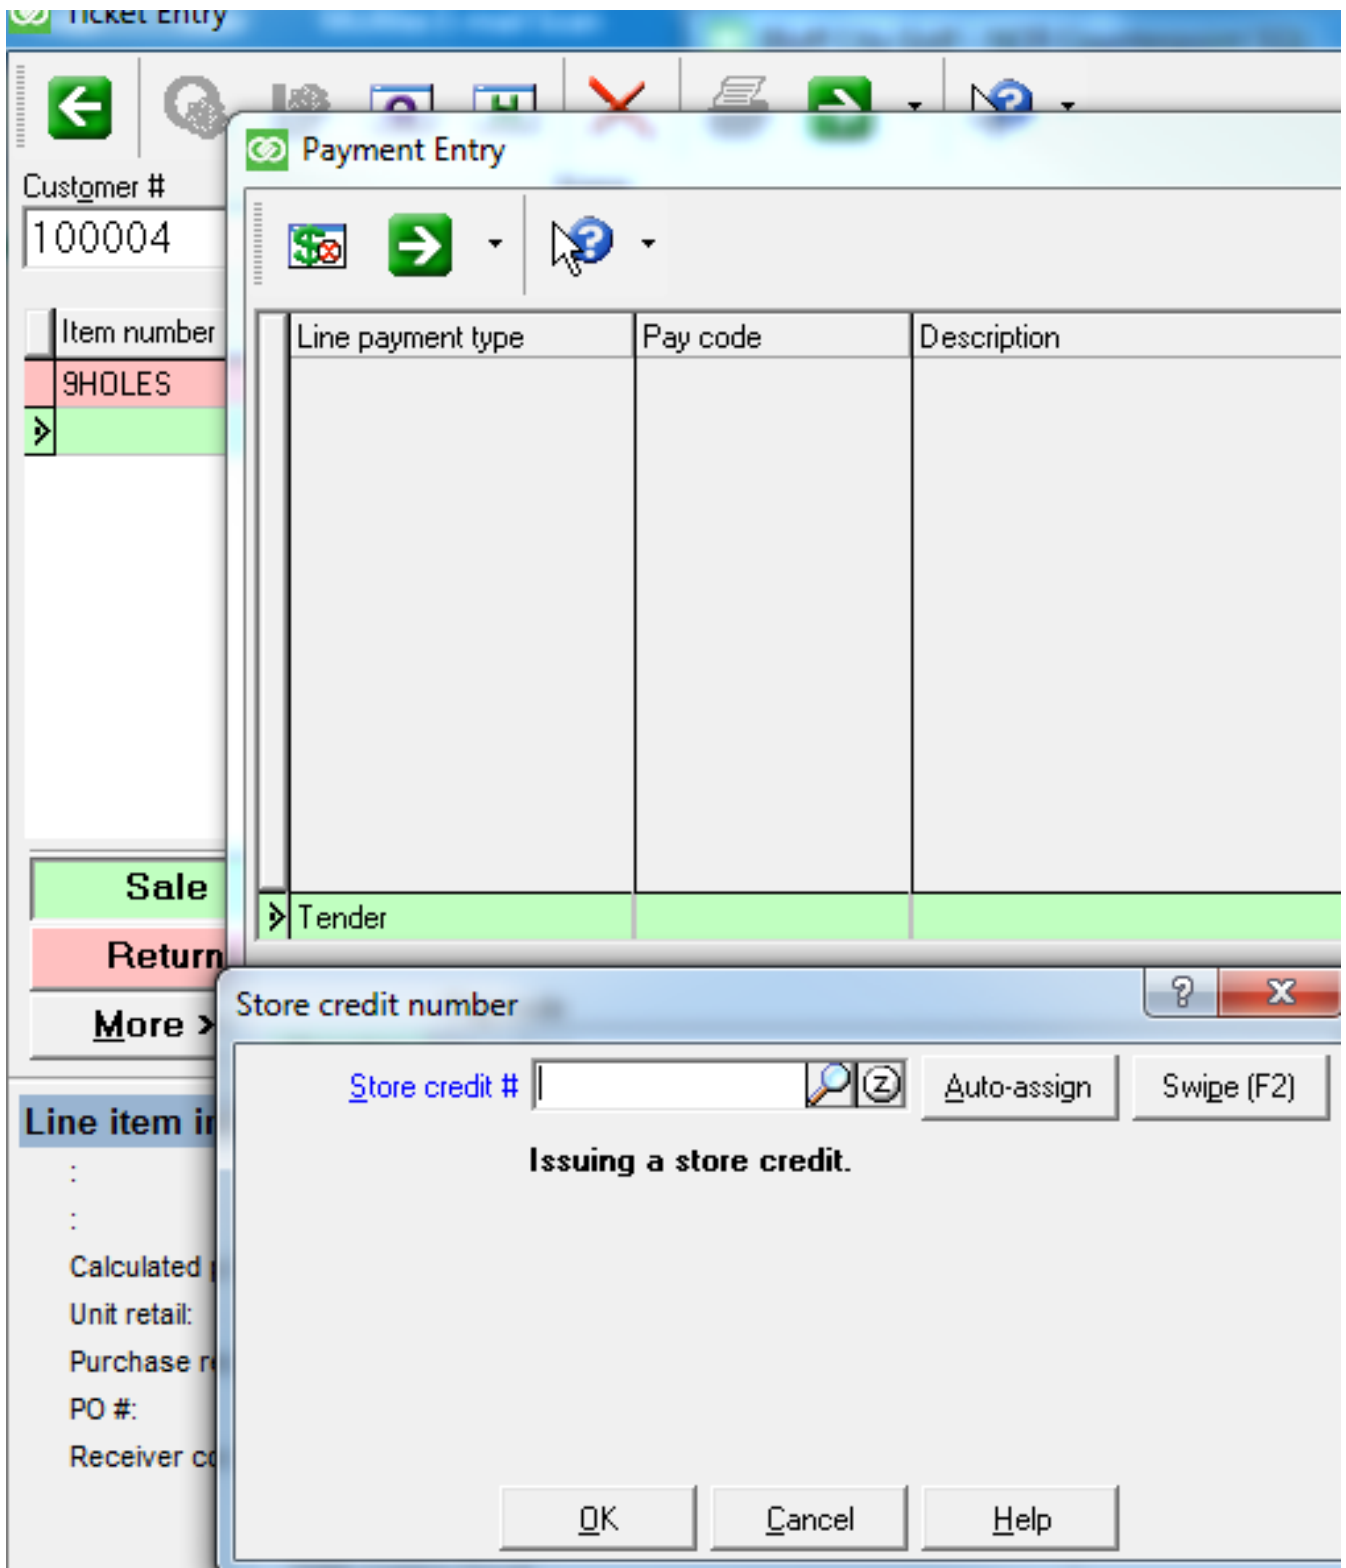 Ticket Entry
Payment Entry
Customer #
100004
Item number
Line payment type
Pay code
Description
9HOLES
Sale
Tender
Return
More >
Store credit number
Store credit #
Auto-assign
Swipe (F2)
Line item
Issuing a store credit.
:
:
Calculated
Unit retail:
Purchase
PO #:
Receiver
OK
Cancel
Help